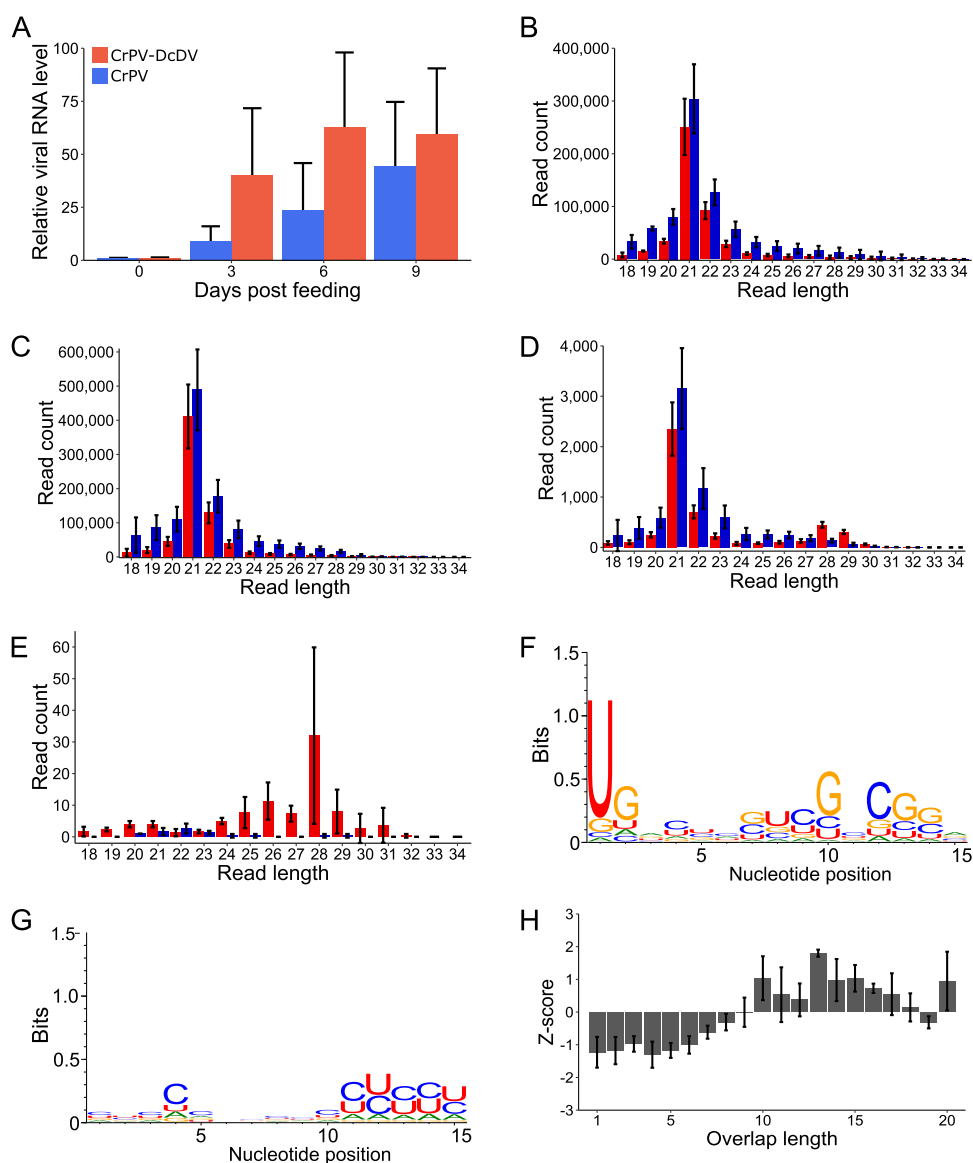 A
CrPV-DcDV
CrPV
100
75
50
25
0
Relative viral RNA level
0 3 6 9
Days post feeding
B
400,000
300,000
200,000
100,000
0
Read count
18 19 20 21 22 23 24 25 26 27 28 29 30 31 32 33 34
Read length
C
600,000
500,000
400,000
300,000
200,000
100,000
0
Read count
18 19 20 21 22 23 24 25 26 27 28 29 30 31 32 33 34
Read length
D
4,000
3,000
2,000
1,000
0
Read count
18 19 20 21 22 23 24 25 26 27 28 29 30 31 32 33 34
Read length
E
60
50
40
30
20
10
0
Read count
18 19 20 21 22 23 24 25 26 27 28 29 30 31 32 33 34
Read length
F
1.5
1.0
0.5
0
Bits
U G G U C G C G G
5 10 15
Nucleotide position
G
1.5
1.0
0.5
0
Bits
C C U C C U
U C U U C
5 10 15
Nucleotide position
H
3
2
1
0
-1
-2
-3
Z-score
1 5 10 15 20
Overlap length